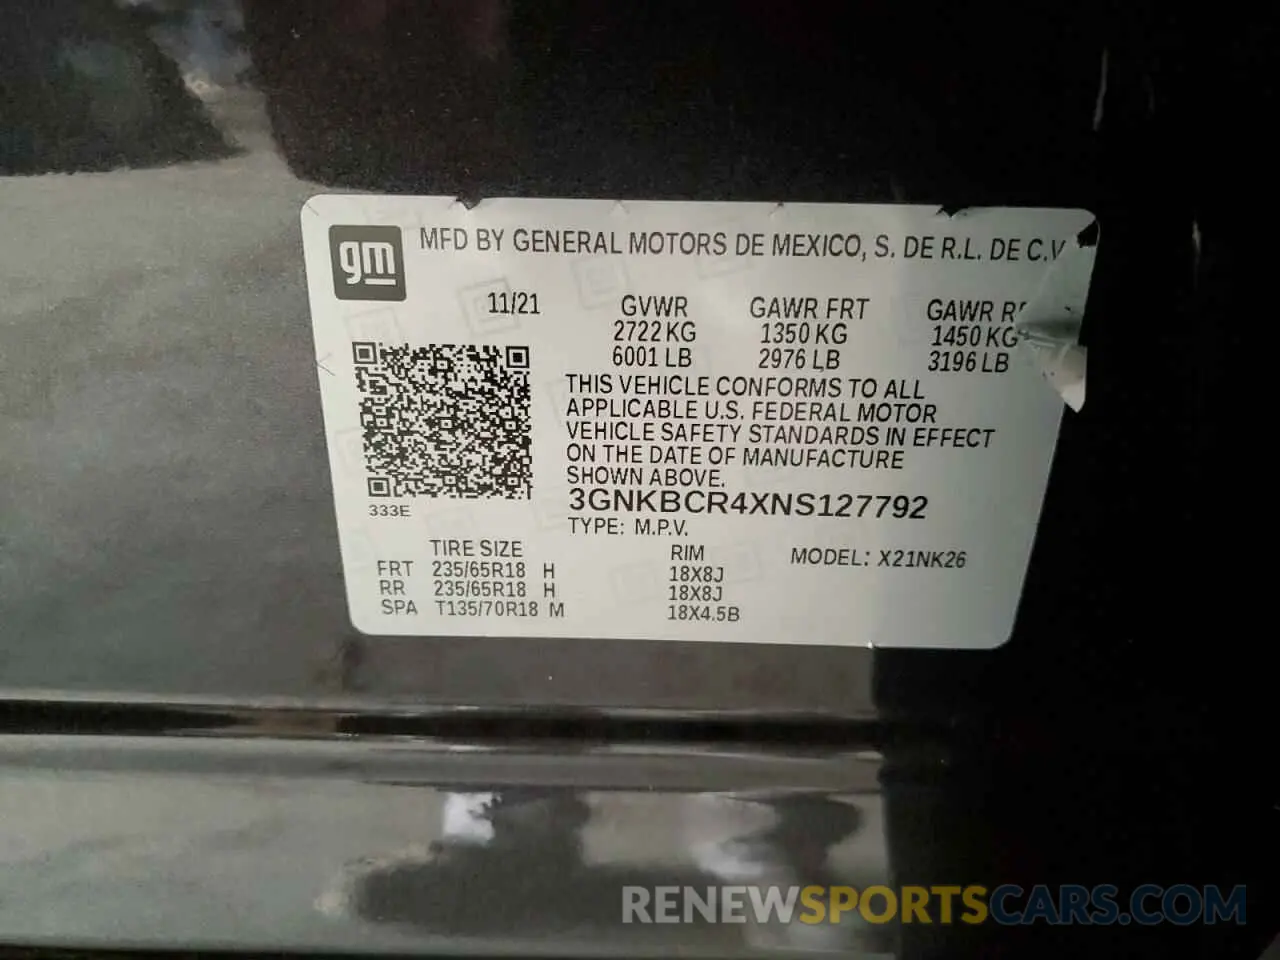 gm
MFD BY GENERAL MOTORS DE MEXICO, S. DE R.L. DE C.V
11/21 GVWR GAWR FRT GAWR
2722 KG 1350 KG 1450 KG
6001 LB 2976 LB 3196 LB
THIS VEHICLE CONFORMS TO ALL
APPLICABLE U.S. FEDERAL MOTOR
VEHICLE SAFETY STANDARDS IN EFFECT
ON THE DATE OF MANUFACTURE
SHOWN ABOVE.
3GNKBCR4XNS127792
333E
TYPE: M.P.V.
TIRE SIZE RIM MODEL: X21NK26
FRT 235/65R18 H 18X8J
RR 235/65R18 H 18X8J
SPA T135/70R18 M 18X4.5B
RENEWSPORTSCARS.COM